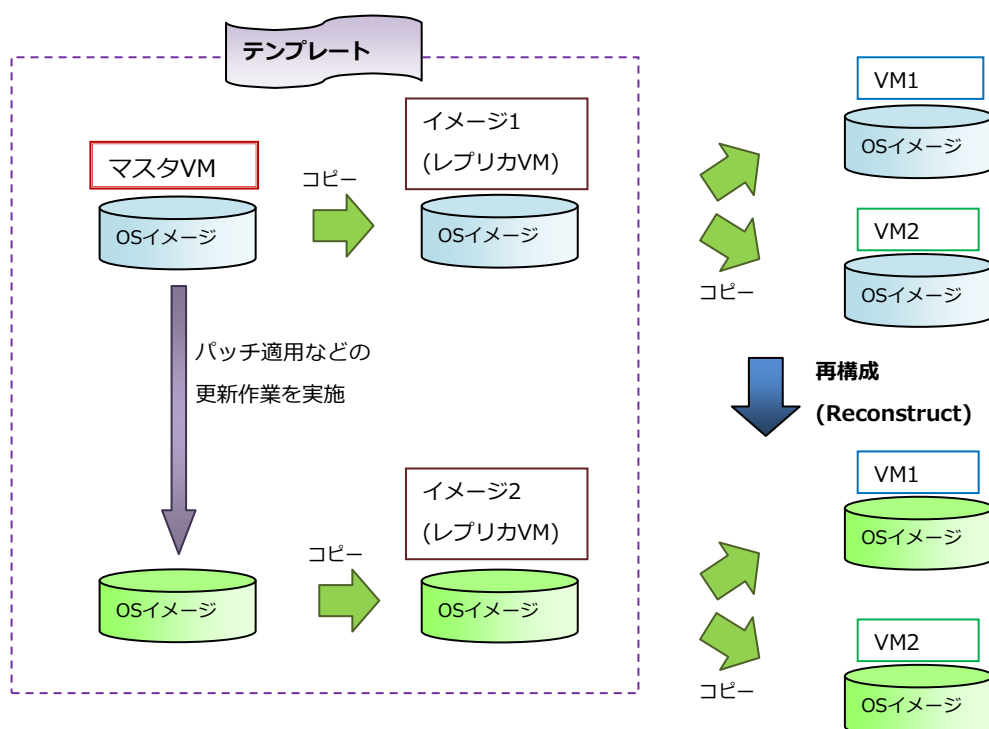 テンプレート
マスタVM
OSイメージ
コピー
イメージ1
(レプリカVM)
OSイメージ
コピー
VM1
OSイメージ
VM2
OSイメージ
パッチ適用などの
更新作業を実施
再構成
(Reconstruct)
OSイメージ
コピー
イメージ2
(レプリカVM)
OSイメージ
コピー
VM1
OSイメージ
VM2
OSイメージ